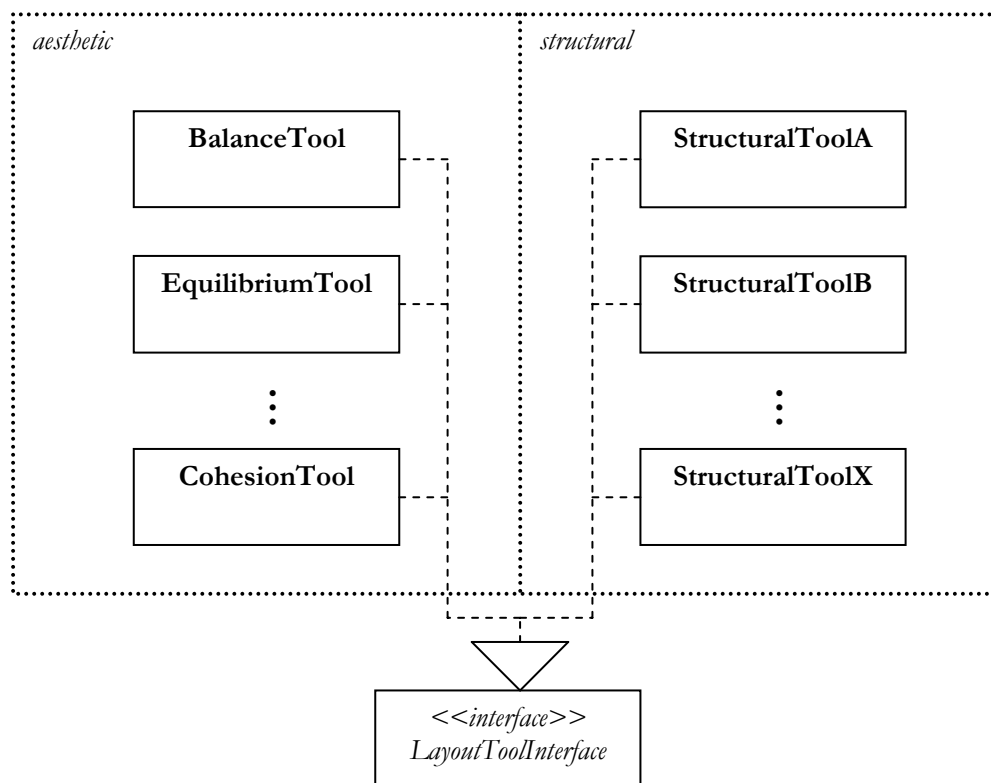 aesthetic
structural
BalanceTool
StructuralToolA
EquilibriumTool
StructuralToolB
CohesionTool
StructuralToolX
<<interface>>
LayoutToolInterface